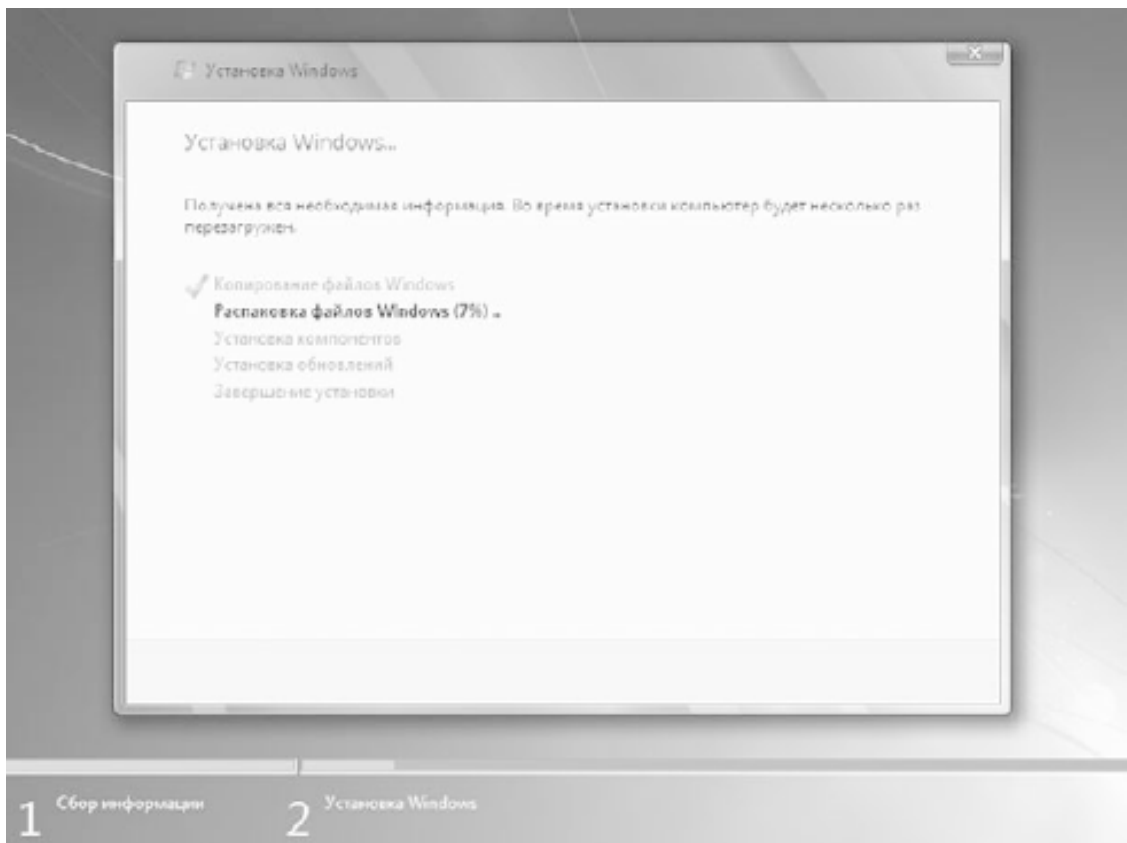 Установка Windows
Установка Windows...
Получена вся необходимая информация. Во время установки компьютер будет несколько раз
перезагружен.
Копирование файлов Windows
Распаковка файлов Windows (7%) ..
Установка компонентов
Установка обновлений
Завершение установки
1 Сбор информации
2 Установка Windows